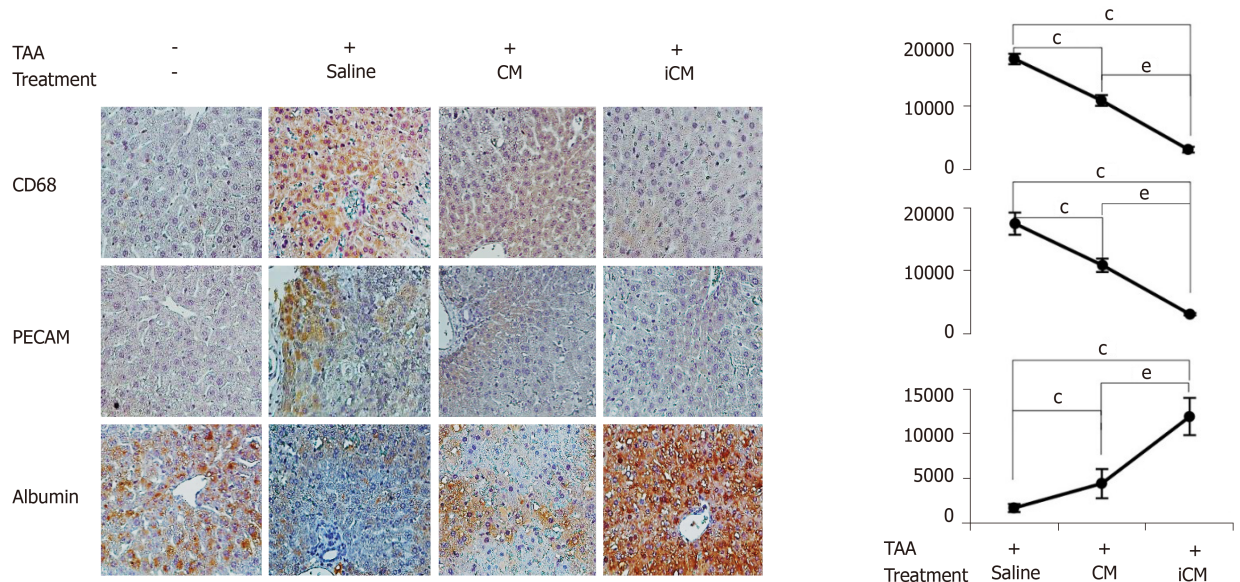 TAA - + + +
Treatment - Saline CM iCM
CD68
PECAM
Albumin
c
c
e
20000
10000
0
c
c
e
20000
10000
0
c
c
e
15000
10000
5000
0
TAA + + +
Treatment Saline CM iCM